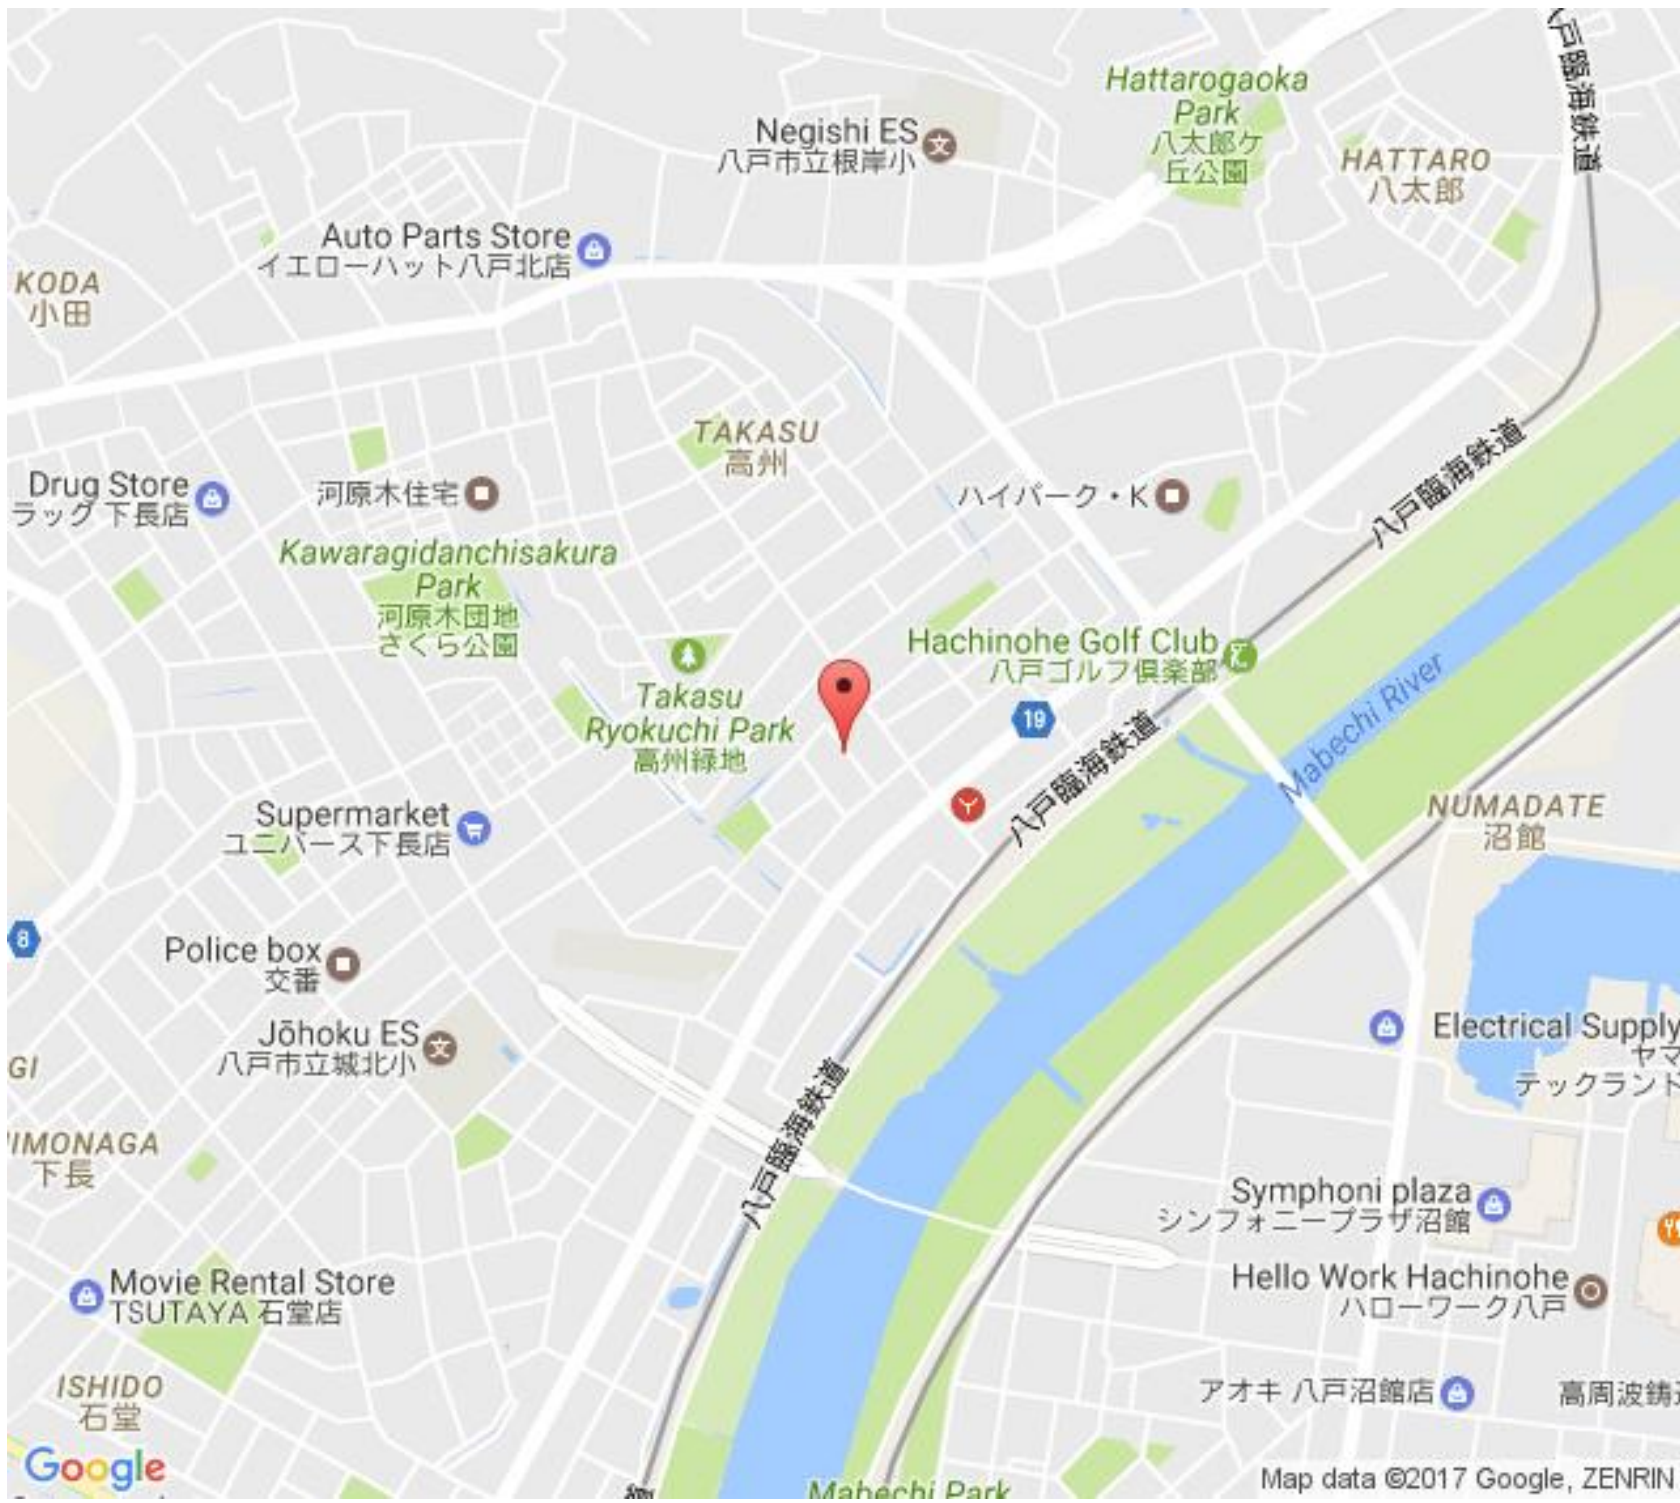 八戸臨海鉄道
Hattarogaoka
Park
八太郎ケ
丘公園
Negishi ES
八戸市立根岸小
文
HATTARO
八太郎
Auto Parts Store
イエローハット八戸北店
KODA
小田
TAKASU
高州
八戸臨海鉄道
Drug Store
ラッグ 下長店
河原木住宅
ハイパーク・K
Kawaragidanchisakura
Park
河原木団地
さくら公園
Hachinohe Golf Club
八戸ゴルフ倶楽部
Takasu
Ryokuchi Park
高州緑地
19
Mabechi River
八戸臨海鉄道
NUMADATE
沼館
Supermarket
ユニバース下長店
8
Police box
交番
Jōhoku ES
八戸市立城北小
文
Electrical Supply
ヤマ
テックランド
GI
IMONAGA
下長
八戸臨海鉄道
Symphoni plaza
シンフォニープラザ沼館
Hello Work Hachinohe
ハローワーク八戸
Movie Rental Store
TSUTAYA 石堂店
ISHIDO
石堂
アオキ 八戸沼館店
高周波鋳
Google
Mabechi Park
Map data ©2017 Google, ZENRIN